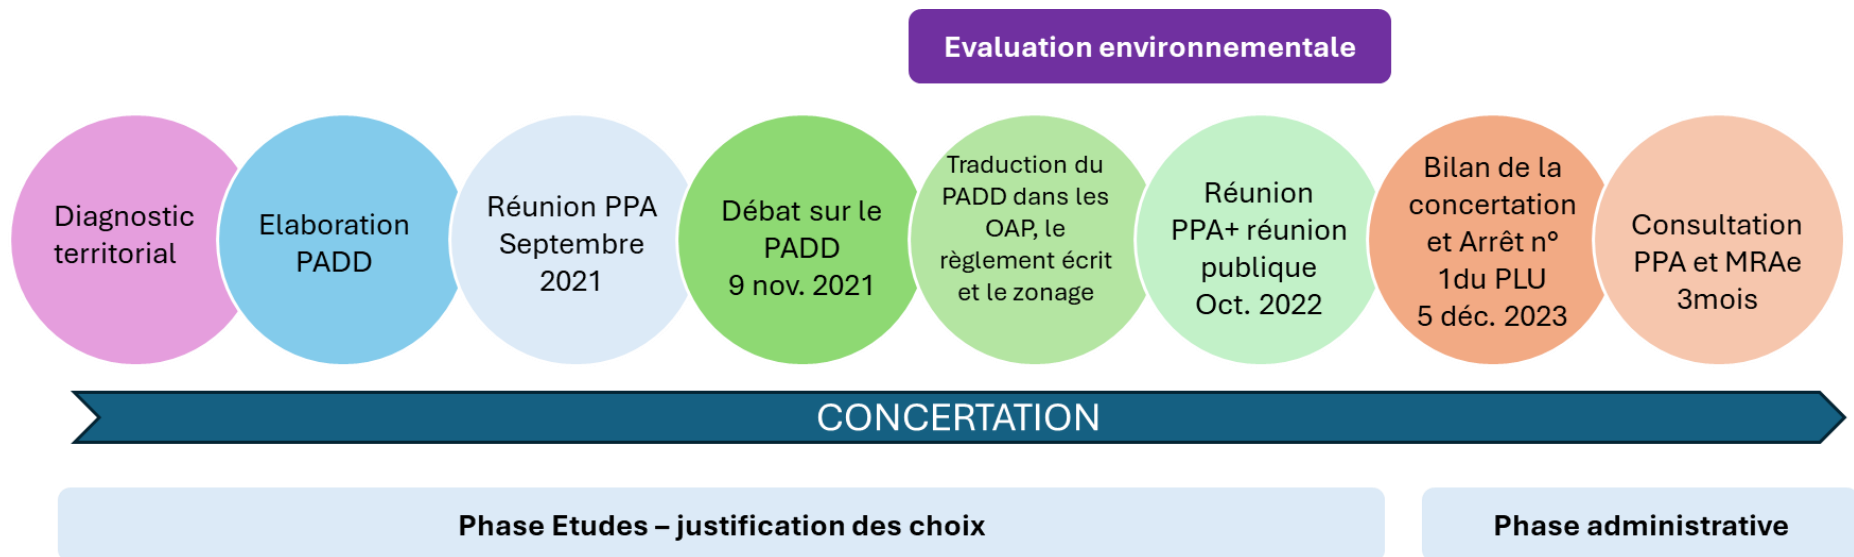 Evaluation environnementale
Diagnostic
territorial
Elaboration
PADD
Réunion PPA
Septembre
2021
Débat sur le
PADD
9 nov. 2021
Traduction du
PADD dans les
OAP, le
règlement écrit
et le zonage
Réunion
PPA+ réunion
publique
Oct. 2022
Bilan de la
concertation
et Arrêt n°
1du PLU
5 déc. 2023
Consultation
PPA et MRAe
3mois
CONCERTATION
Phase Etudes – justification des choix
Phase administrative